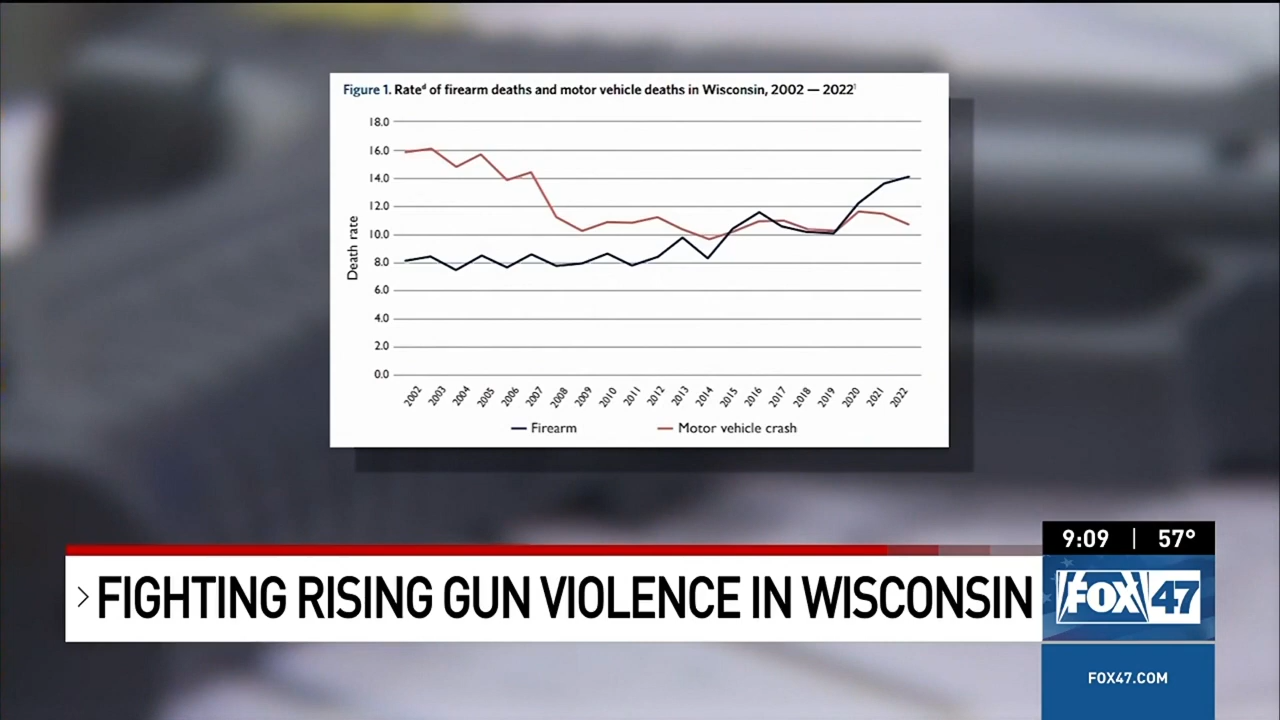 Figure 1. Rateᵈ of firearm deaths and motor vehicle deaths in Wisconsin, 2002 — 2022¹
18.0
16.0
14.0
12.0
10.0
8.0
6.0
4.0
2.0
0.0
Death rate
2002 2003 2004 2005 2006 2007 2008 2009 2010 2011 2012 2013 2014 2015 2016 2017 2018 2019 2020 2021 2022
Firearm Motor vehicle crash
9:09 | 57°
> FIGHTING RISING GUN VIOLENCE IN WISCONSIN
FOX 47
FOX47.COM